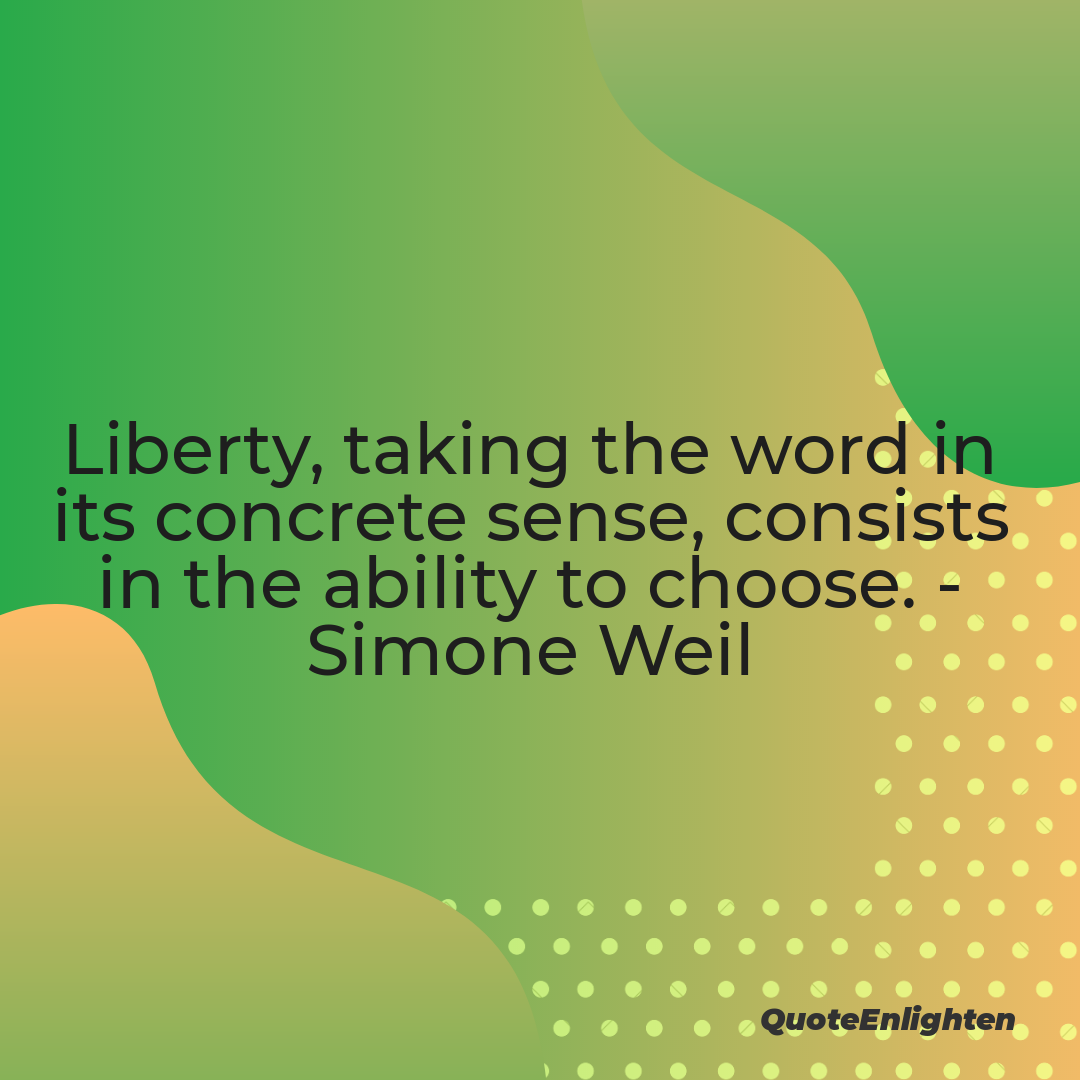 Liberty, taking the word in
its concrete sense, consists
in the ability to choose. -
Simone Weil
QuoteEnlighten